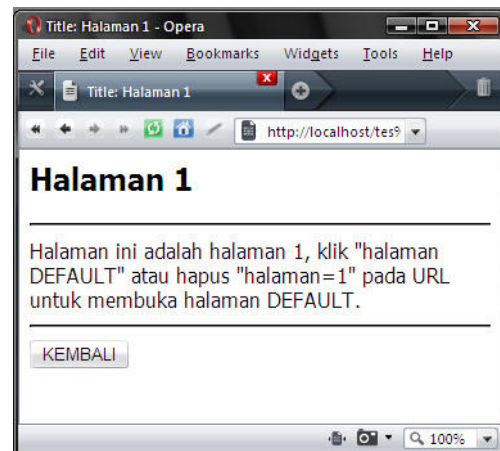 Title: Halaman 1 - Opera
File Edit View Bookmarks Widgets Tools Help
Title: Halaman 1
http://localhost/tes9
Halaman 1
Halaman ini adalah halaman 1, klik "halaman
DEFAULT" atau hapus "halaman=1" pada URL
untuk membuka halaman DEFAULT.
KEMBALI
100%